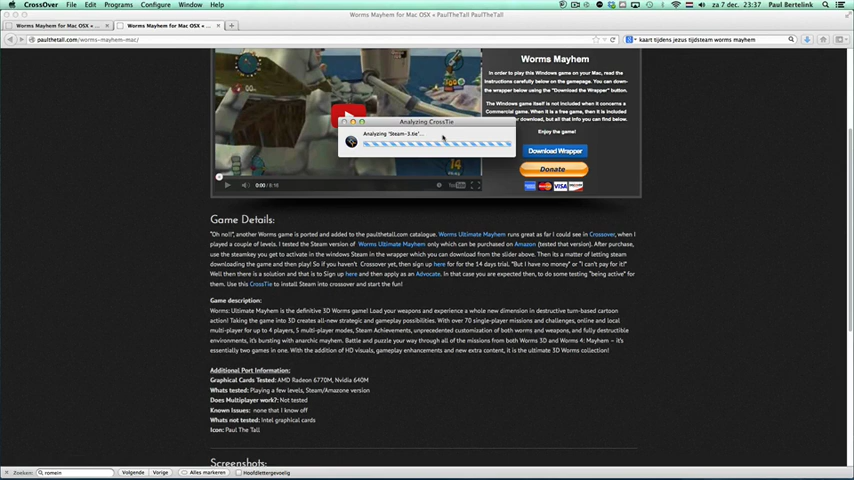 CrossOver File Edit Programs Configure Window Help za 7 dec. 23:37 Paul Bertelink
Worms Mayhem for Mac OSX « PaulTheTall PaulTheTall
Worms Mayhem for Mac OSX « P... × Worms Mayhem for Mac OSX « P... × +
paulthetall.com/worms-mayhem-mac/ kaart tijdens jezus tijdsteam worms mayhem
Worms Mayhem
In order to play this Windows game on your Mac, read the
instructions carefully below on the gamepage. You can down-
the wrapper below using the "Download the Wrapper" button.
The Windows game itself is not included when it concerns a
Commercial game. When it is a free game, then it is included
download, but all that info you can find below.
Enjoy the game!
Analyzing CrossTie
Analyzing 'Steam-3.tie'...
Download Wrapper
Donate
VISA
0:00 / 8:10 YouTube
Game Details:
"Oh no!!", another Worms game is ported and added to the paulthetall.com catalogue. Worms Ultimate Mayhem runs great as far I could see in Crossover, when I
played a couple of levels. I tested the Steam version of Worms Ultimate Mayhem only which can be purchased on Amazon (tested that version). After purchase,
use the steamkey you get to activate in the windows Steam in the wrapper which you can download from the slider above. Then its a matter of letting steam
downloading the game and then play! So if you haven't Crossover yet, then sign up here for for the 14 days trial. "But I have no money" or "I can't pay for it!"
Well then there is a solution and that is to Sign up here and then apply as an Advocate. In that case you are expected then, to do some testing "being active" for the
year. Use this CrossTie to install Steam into crossover and start the fun!
Game description:
Worms: Ultimate Mayhem is the definitive 3D Worms game! Load your weapons and experience a whole new dimension in destructive turn-based cartoon
action! Taking the game into 3D creates all-new strategic and gameplay possibilities. With over 70 single-player missions and challenges, online and local
multi-player for up to 4 players, 5 multi-player modes, Steam Achievements, unprecedented customization of both worms and weapons, and fully destructible
environments, it's bursting with anarchic mayhem. Battle and puzzle your way through all of the missions from both Worms 3D and Worms 4: Mayhem – it's
essentially two games in one. With the addition of HD visuals, gameplay enhancements and new extra content, it is the ultimate 3D Worms collection!
Additional Port Information:
Graphical Cards Tested: AMD Radeon 6770M, Nvidia 640M
Whats tested: Playing a few levels, Steam/Amazone version
Does Multiplayer work?: Not tested
Known Issues: none that I know off
Whats not tested: Intel graphical cards
Icon: Paul The Tall
Screenshots:
× Zoeken: romein Volgende Vorige Alles markeren Hoofdlettergevoelig